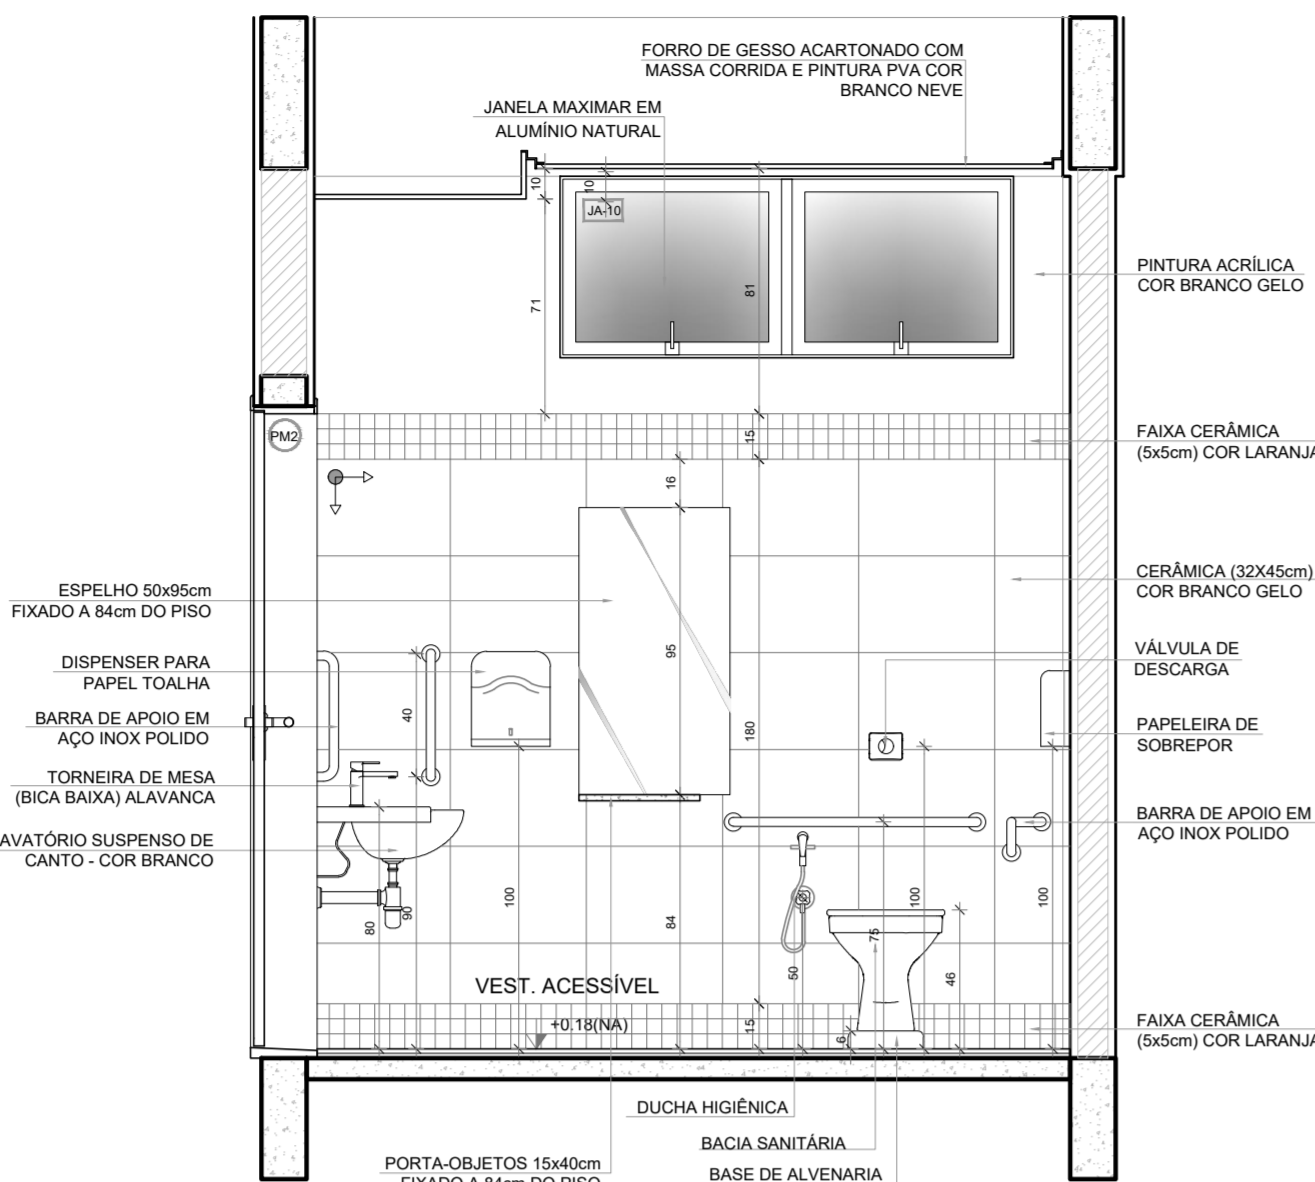 FORRO DE GESSO ACARTONADO COM
MASSA CORRIDA E PINTURA PVA COR
BRANCO NEVE
JANELA MAXIMAR EM
ALUMÍNIO NATURAL
10
10
JA-10
71
81
PINTURA ACRÍLICA
COR BRANCO GELO
PM2
15
FAIXA CERÂMICA
(5x5cm) COR LARANJA
16
ESPELHO 50x95cm
FIXADO A 84cm DO PISO
CERÂMICA (32X45cm)
COR BRANCO GELO
DISPENSER PARA
PAPEL TOALHA
95
VÁLVULA DE
DESCARGA
BARRA DE APOIO EM
AÇO INOX POLIDO
40
180
PAPELEIRA DE
SOBREPOR
TORNEIRA DE MESA
(BICA BAIXA) ALAVANCA
BARRA DE APOIO EM
AÇO INOX POLIDO
AVATÓRIO SUSPENSO DE
CANTO - COR BRANCO
80
90
100
84
50
75
100
46
100
VEST. ACESSÍVEL
+0.18(NA)
15
6
FAIXA CERÂMICA
(5x5cm) COR LARANJA
DUCHA HIGIÊNICA
BACIA SANITÁRIA
PORTA-OBJETOS 15x40cm
FIXADO A 84cm DO PISO
BASE DE ALVENARIA